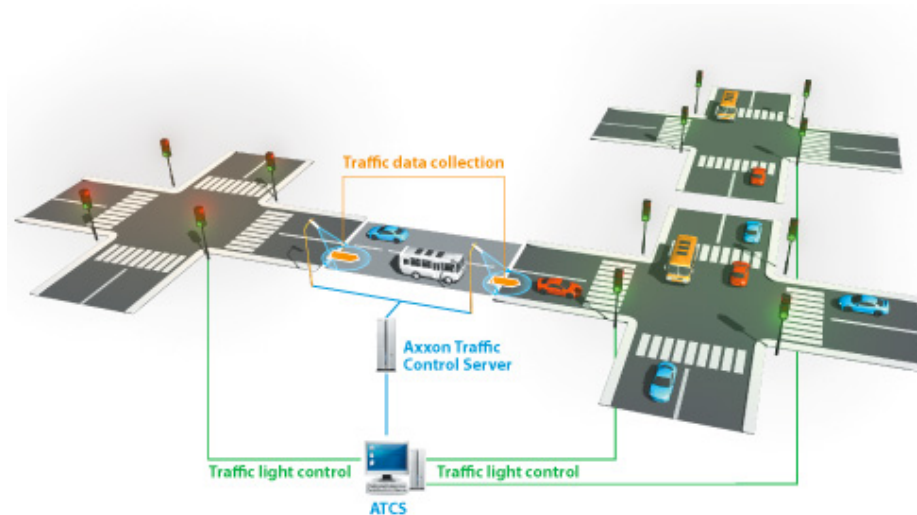 Traffic data collection
Axxon Traffic
Control Server
Traffic light control
Traffic light control
ATCS